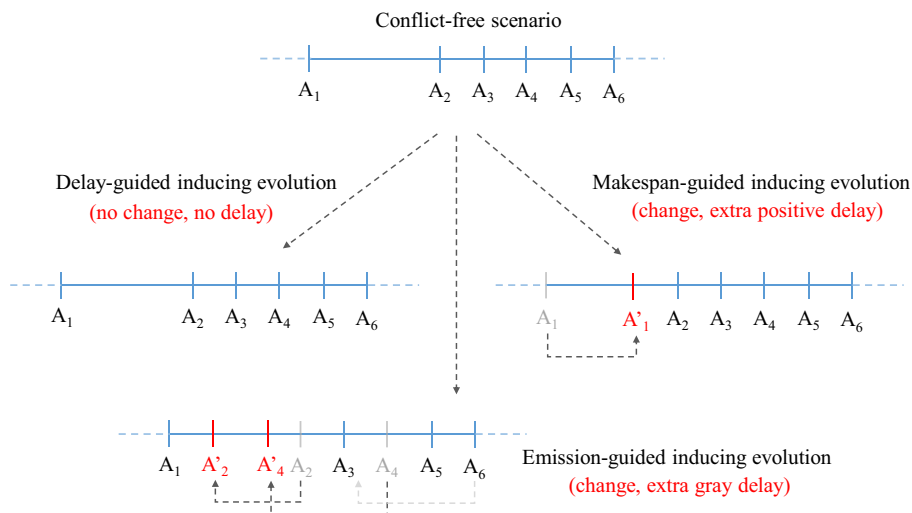 Conflict-free scenario
A₁ A₂ A₃ A₄ A₅ A₆
Delay-guided inducing evolution
(no change, no delay)
Makespan-guided inducing evolution
(change, extra positive delay)
A₁ A₂ A₃ A₄ A₅ A₆
A₁ A’₁ A₂ A₃ A₄ A₅ A₆
A₁ A’₂ A’₄ A₂ A₃ A₄ A₅ A₆
Emission-guided inducing evolution
(change, extra gray delay)